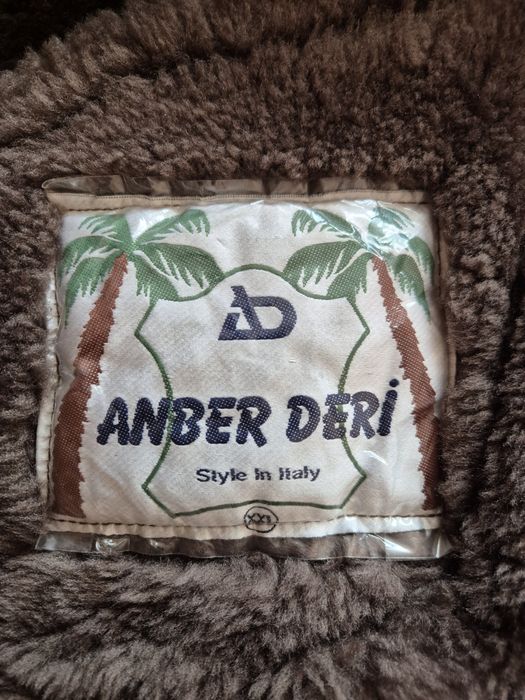 AD
ANBER DERİ
Style In Italy
XXL